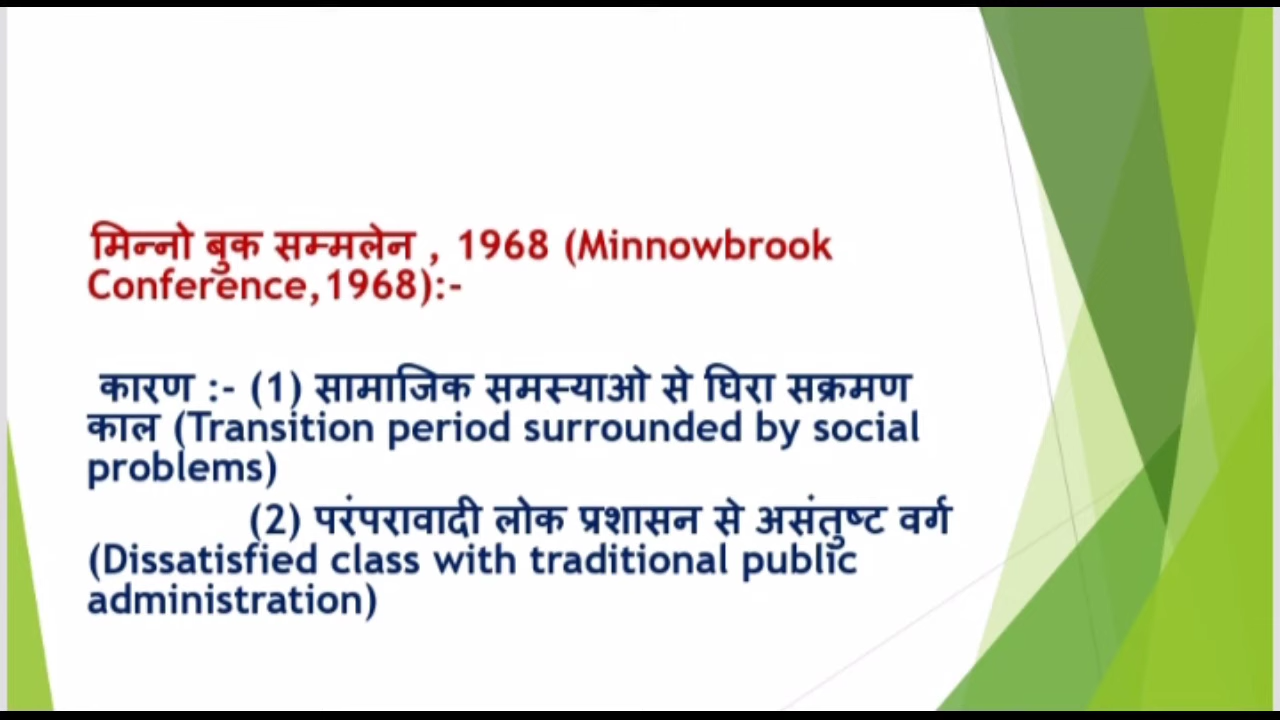 मिन्नो बुक सम्मलेन , 1968 (Minnowbrook
Conference,1968):-
कारण :- (1) सामाजिक समस्याओ से घिरा सक्रमण
काल (Transition period surrounded by social
problems)
(2) परंपरावादी लोक प्रशासन से असंतुष्ट वर्ग
(Dissatisfied class with traditional public
administration)